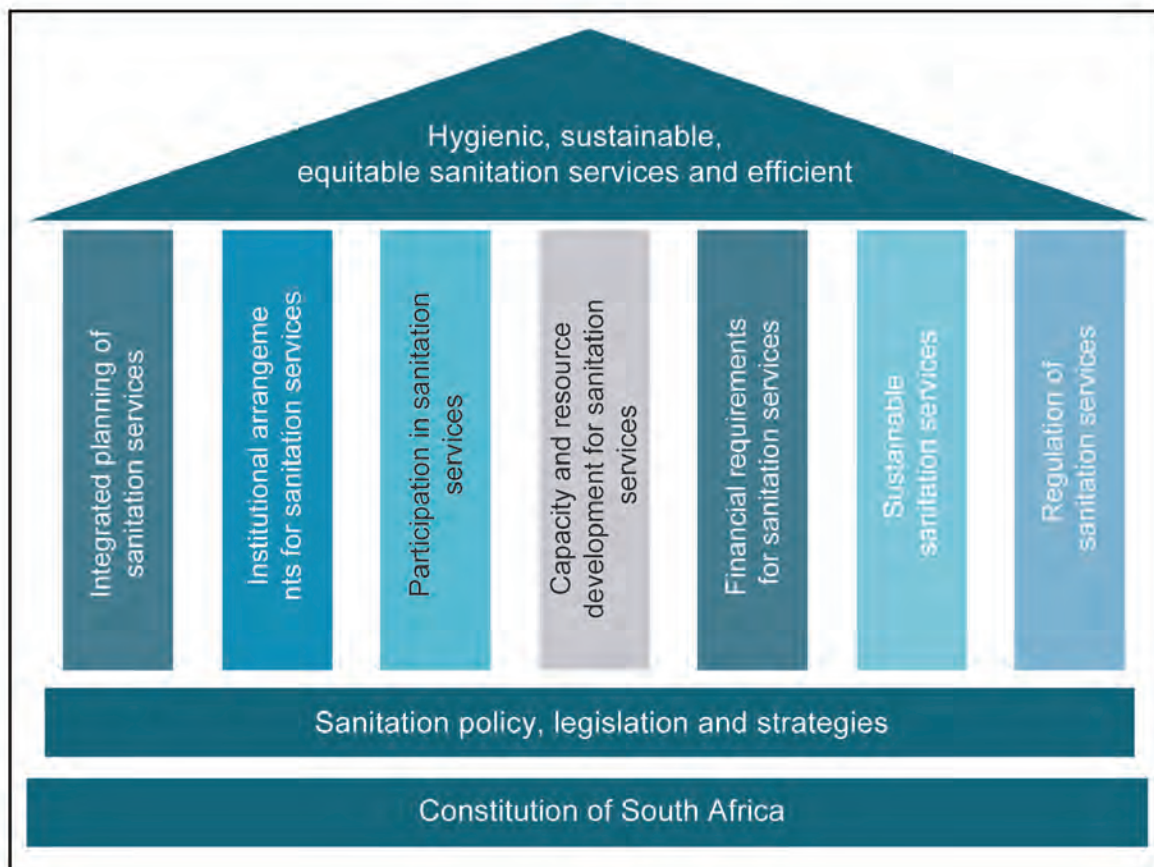 Hygienic, sustainable,
equitable sanitation services and efficient
Integrated planning of
sanitation services
Institutional arrangeme
nts for sanitation services
Participation in sanitation
services
Capacity and resource
development for sanitation
services
Financial requirements
for sanitation services
Sustainable
sanitation services
Regulation of
sanitation services
Sanitation policy, legislation and strategies
Constitution of South Africa